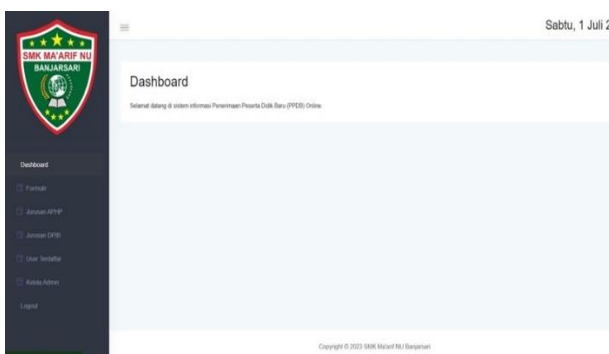 SMK MA'ARIF NU
BANJARSARI
Sabtu, 1 Juli 2
Dashboard
Selamat datang di sistem informasi Penerimaan Peserta Didik Baru (PPDB) Online
Dashboard
Formulir
Jurusan APHP
Jurusan DPIB
User Terdaftar
Kelola Admin
Logout
Copyright © 2023 SMK Ma'arif NU Banjarsari